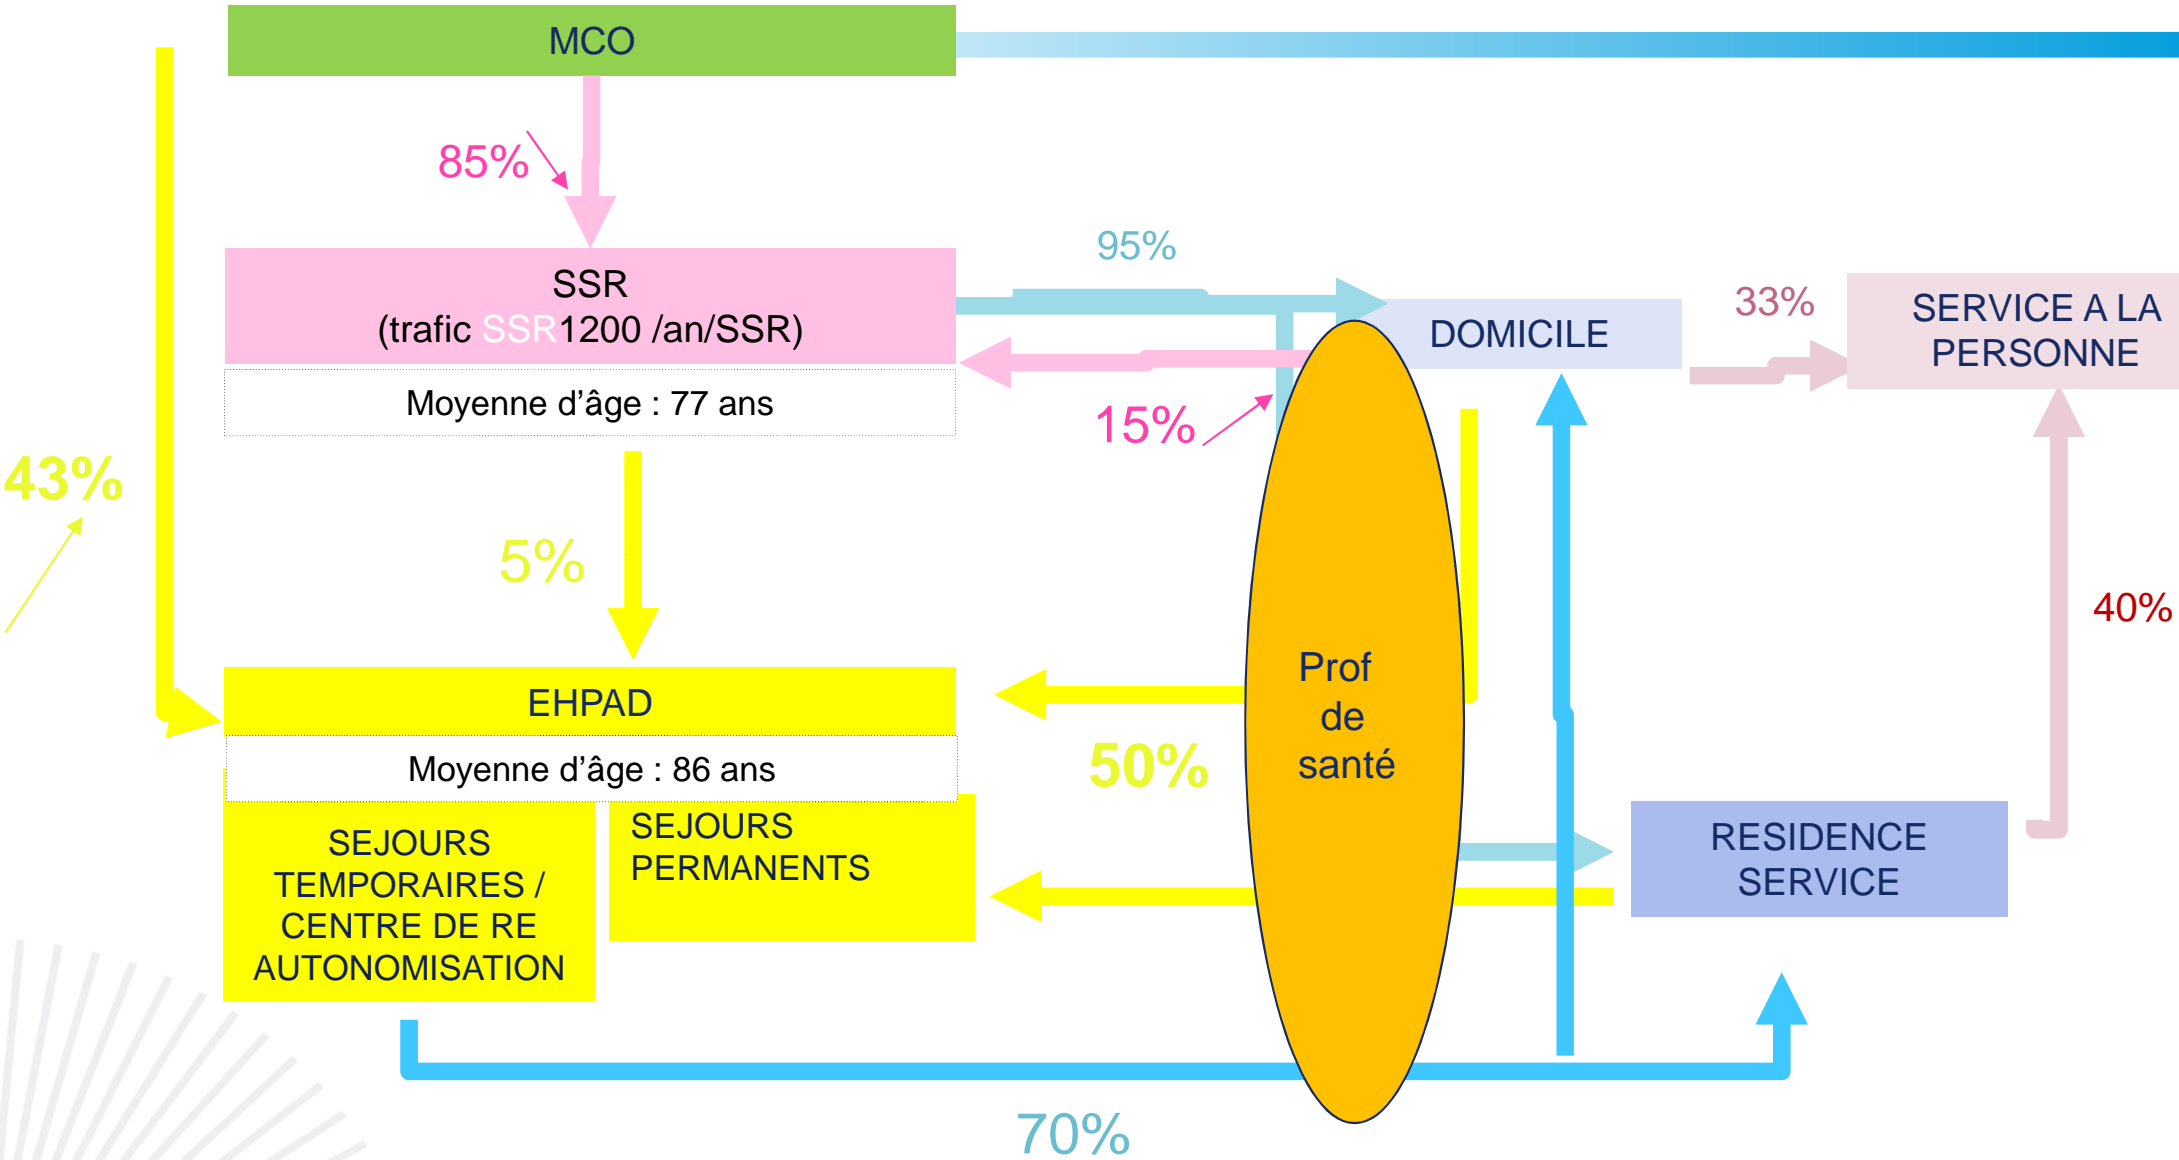 MCO
85%
95%
SSR
(trafic SSR1200 /an/SSR)
DOMICILE
33%
SERVICE A LA
PERSONNE
Moyenne d’âge : 77 ans
15%
43%
5%
40%
EHPAD
Prof
de
santé
Moyenne d’âge : 86 ans
50%
SEJOURS
TEMPORAIRES /
CENTRE DE RE
AUTONOMISATION
SEJOURS
PERMANENTS
RESIDENCE
SERVICE
70%